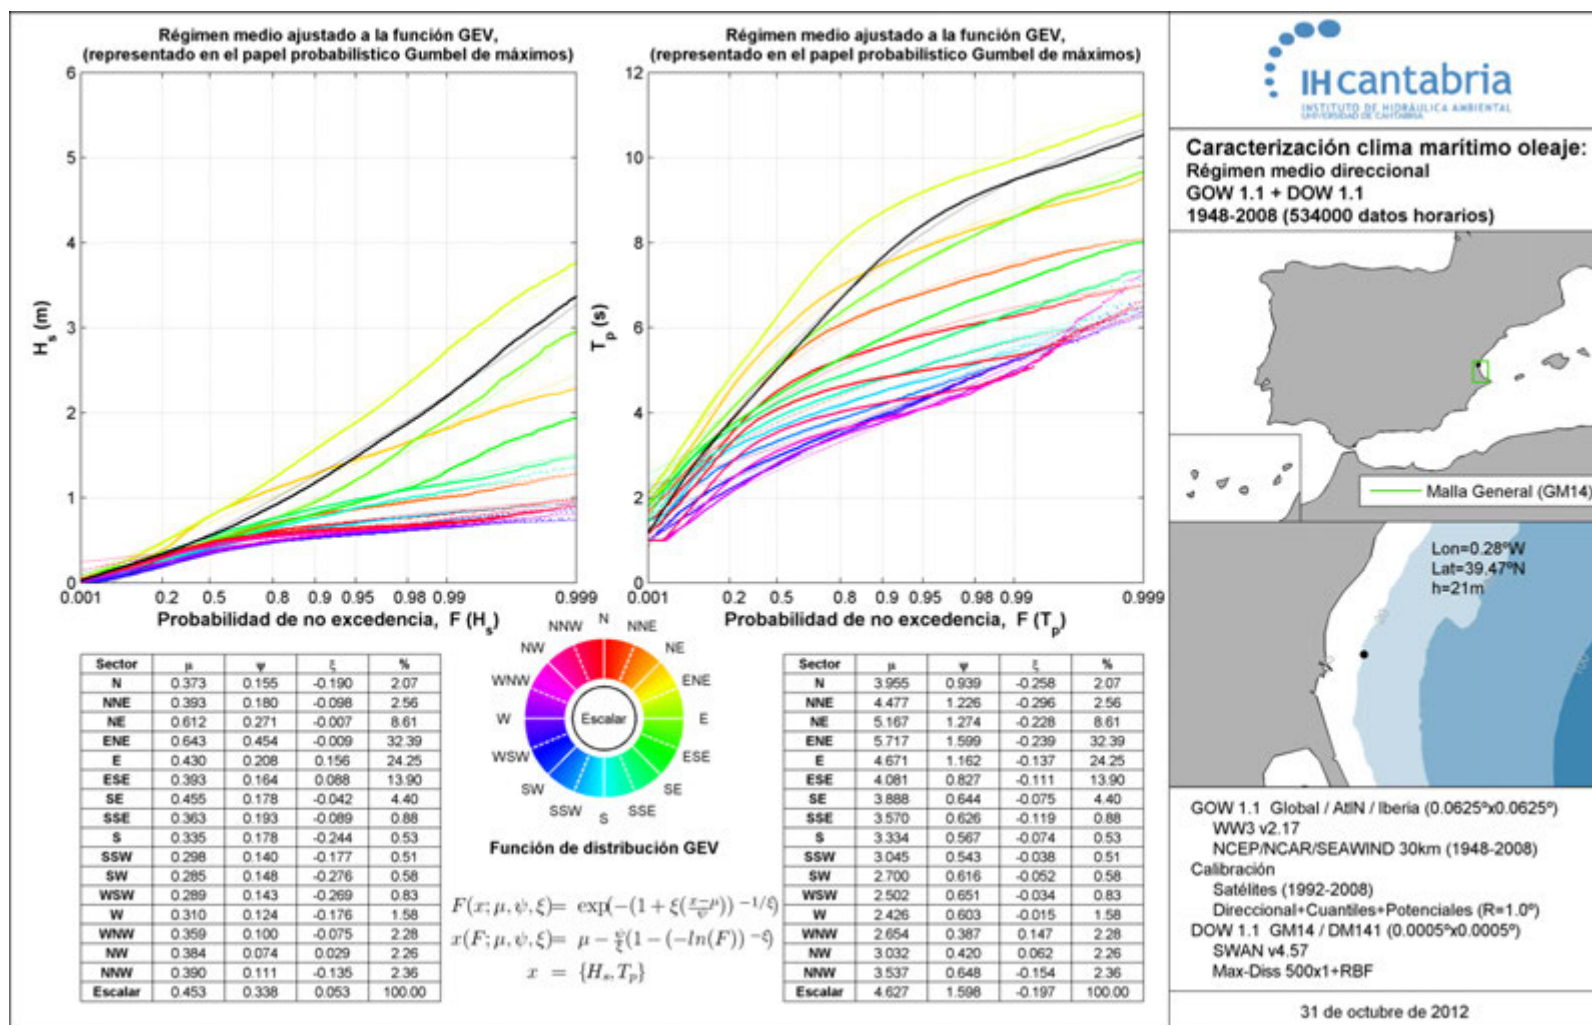 Régimen medio ajustado a la función GEV,
(representado en el papel probabilístico Gumbel de máximos)
6
5
4
3
2
1
0
H_s (m)
0.001 0.2 0.5 0.8 0.9 0.95 0.98 0.99 0.999
Probabilidad de no excedencia, F (H_s)
Régimen medio ajustado a la función GEV,
(representado en el papel probabilístico Gumbel de máximos)
12
10
8
6
4
2
0
T_p (s)
0.001 0.2 0.5 0.8 0.9 0.95 0.98 0.99 0.999
Probabilidad de no excedencia, F (T_p)
Sector μ ψ ξ %
N 0.373 0.155 -0.190 2.07
NNE 0.393 0.180 -0.098 2.56
NE 0.612 0.271 -0.007 8.61
ENE 0.643 0.454 -0.009 32.39
E 0.430 0.208 0.156 24.25
ESE 0.393 0.164 0.088 13.90
SE 0.455 0.178 -0.042 4.40
SSE 0.363 0.193 -0.089 0.88
S 0.335 0.178 -0.244 0.53
SSW 0.298 0.140 -0.177 0.51
SW 0.285 0.148 -0.276 0.58
WSW 0.289 0.143 -0.269 0.83
W 0.310 0.124 -0.176 1.58
WNW 0.359 0.100 -0.075 2.28
NW 0.384 0.074 0.029 2.26
NNW 0.390 0.111 -0.135 2.36
Escalar 0.453 0.338 0.053 100.00
N
NNW NNE
NW NE
WNW ENE
W Escalar E
WSW ESE
SW SE
SSW SSE
S
Función de distribución GEV
F(x; μ, ψ, ξ) = exp(-(1 + ξ(x-μ/ψ)) -1/ξ)
x(F; μ, ψ, ξ) = μ - ψ/ξ(1 - (-ln(F)) -ξ)
x = {H_s, T_p}
Sector μ ψ ξ %
N 3.955 0.939 -0.258 2.07
NNE 4.477 1.226 -0.296 2.56
NE 5.167 1.274 -0.228 8.61
ENE 5.717 1.599 -0.239 32.39
E 4.671 1.162 -0.137 24.25
ESE 4.081 0.827 -0.111 13.90
SE 3.888 0.644 -0.075 4.40
SSE 3.570 0.626 -0.119 0.88
S 3.334 0.567 -0.074 0.53
SSW 3.045 0.543 -0.038 0.51
SW 2.700 0.616 -0.052 0.58
WSW 2.502 0.651 -0.034 0.83
W 2.426 0.603 -0.015 1.58
WNW 2.654 0.387 0.147 2.28
NW 3.032 0.420 0.062 2.26
NNW 3.537 0.648 -0.154 2.36
Escalar 4.627 1.598 -0.197 100.00
IHcantabria
INSTITUTO DE HIDRÁULICA AMBIENTAL
UNIVERSIDAD DE CANTABRIA
Caracterización clima marítimo oleaje:
Régimen medio direccional
GOW 1.1 + DOW 1.1
1948-2008 (534000 datos horarios)
Malla General (GM14)
Lon=0.28ºW
Lat=39.47ºN
h=21m
GOW 1.1 Global / AtlN / Iberia (0.0625ºx0.0625º)
WW3 v2.17
NCEP/NCAR/SEAWIND 30km (1948-2008)
Calibración
Satélites (1992-2008)
Direccional+Cuantiles+Potenciales (R=1.0º)
DOW 1.1 GM14 / DM141 (0.0005ºx0.0005º)
SWAN v4.57
Max-Diss 500x1+RBF
31 de octubre de 2012